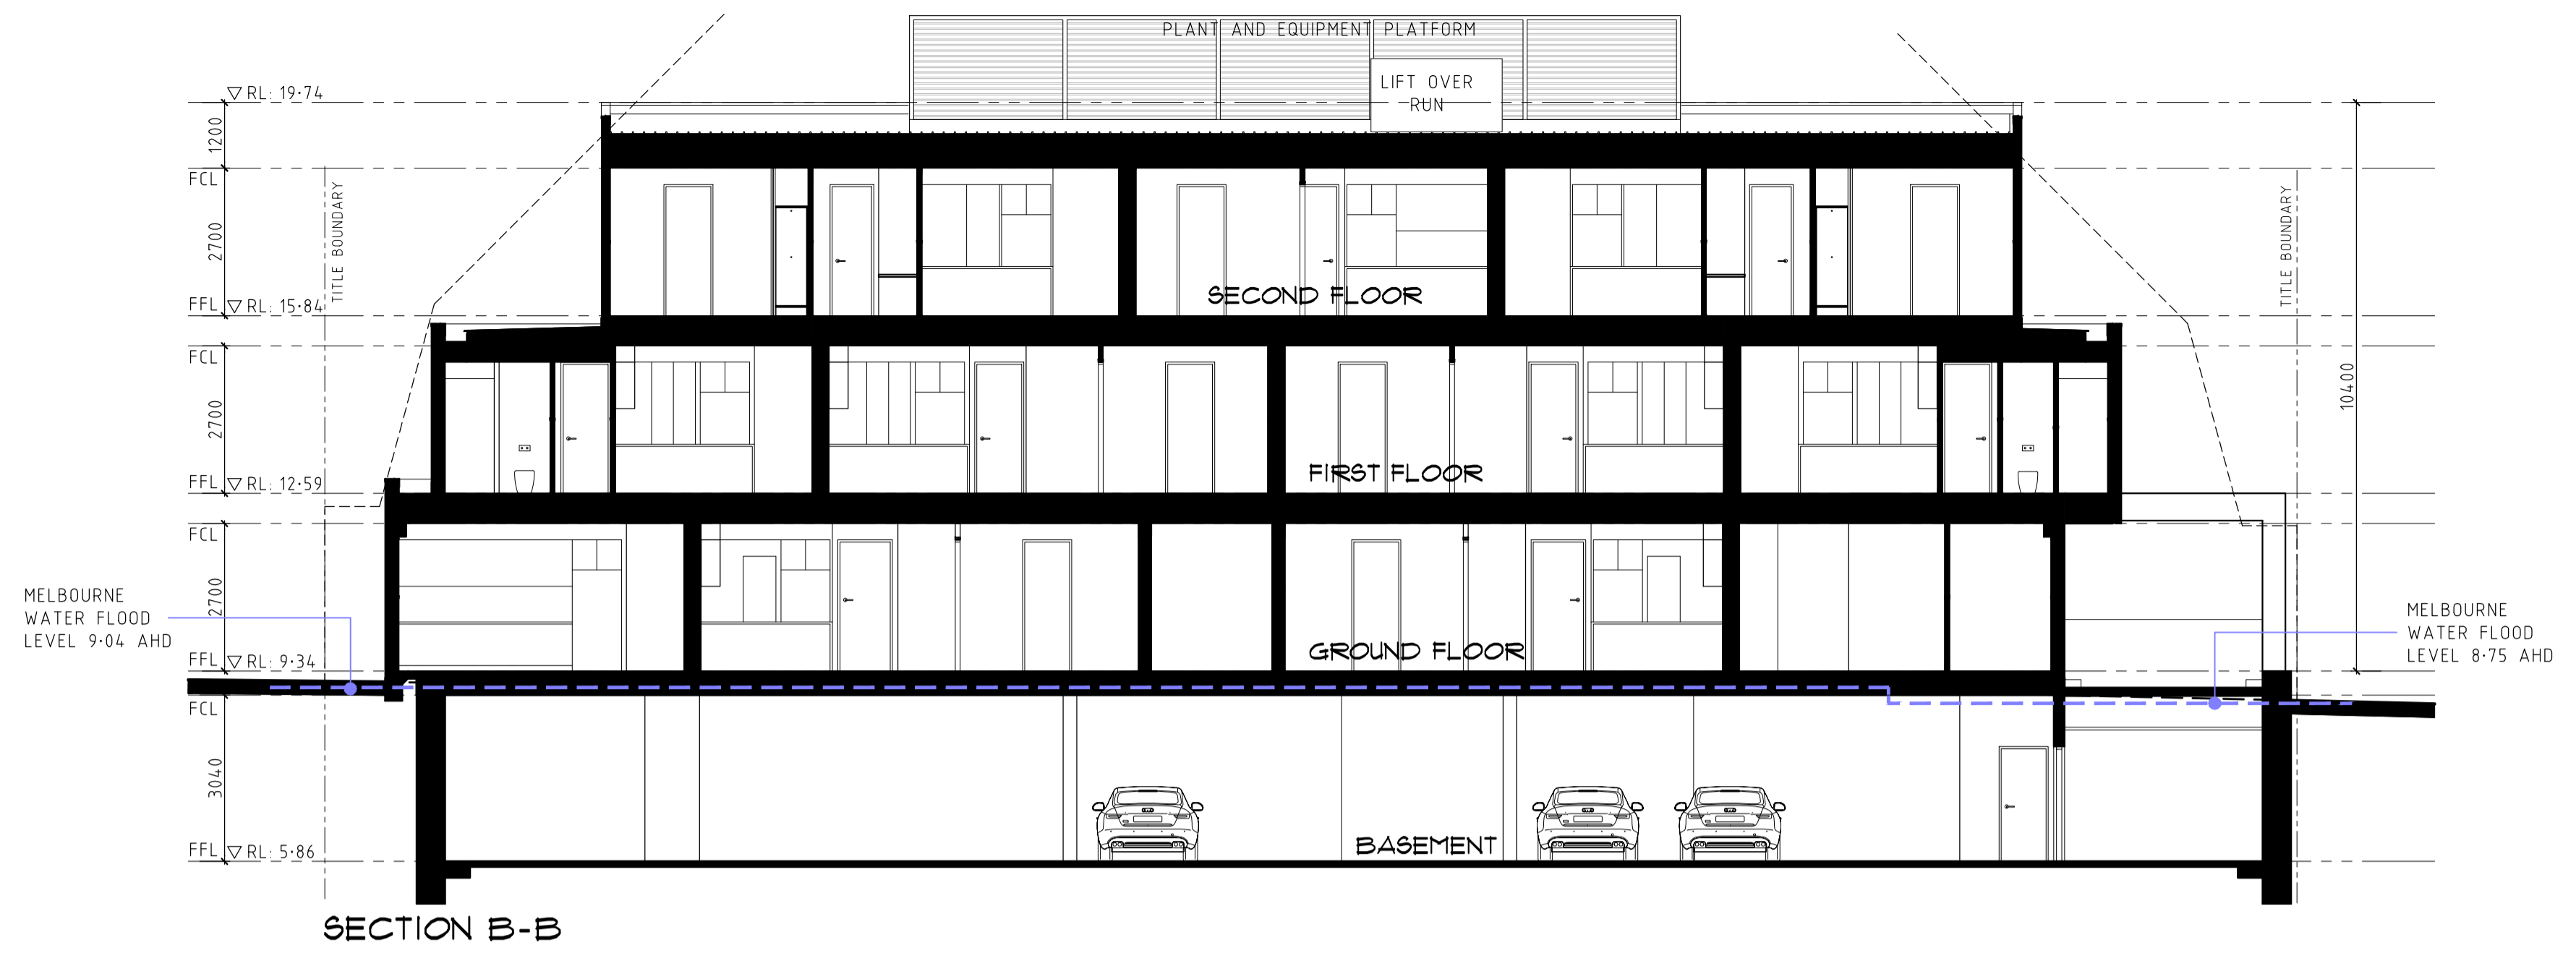 PLANT AND EQUIPMENT PLATFORM
LIFT OVER
RUN
▽ RL: 19·74
1200
FCL
2700
TITLE BOUNDARY
TITLE BOUNDARY
FFL ▽ RL: 15·84
SECOND FLOOR
FCL
2700
10400
FFL ▽ RL: 12·59
FIRST FLOOR
FCL
2700
MELBOURNE
WATER FLOOD
LEVEL 9·04 AHD
MELBOURNE
WATER FLOOD
LEVEL 8·75 AHD
FFL ▽ RL: 9·34
GROUND FLOOR
FCL
3040
FFL ▽ RL: 5·86
BASEMENT
SECTION B-B